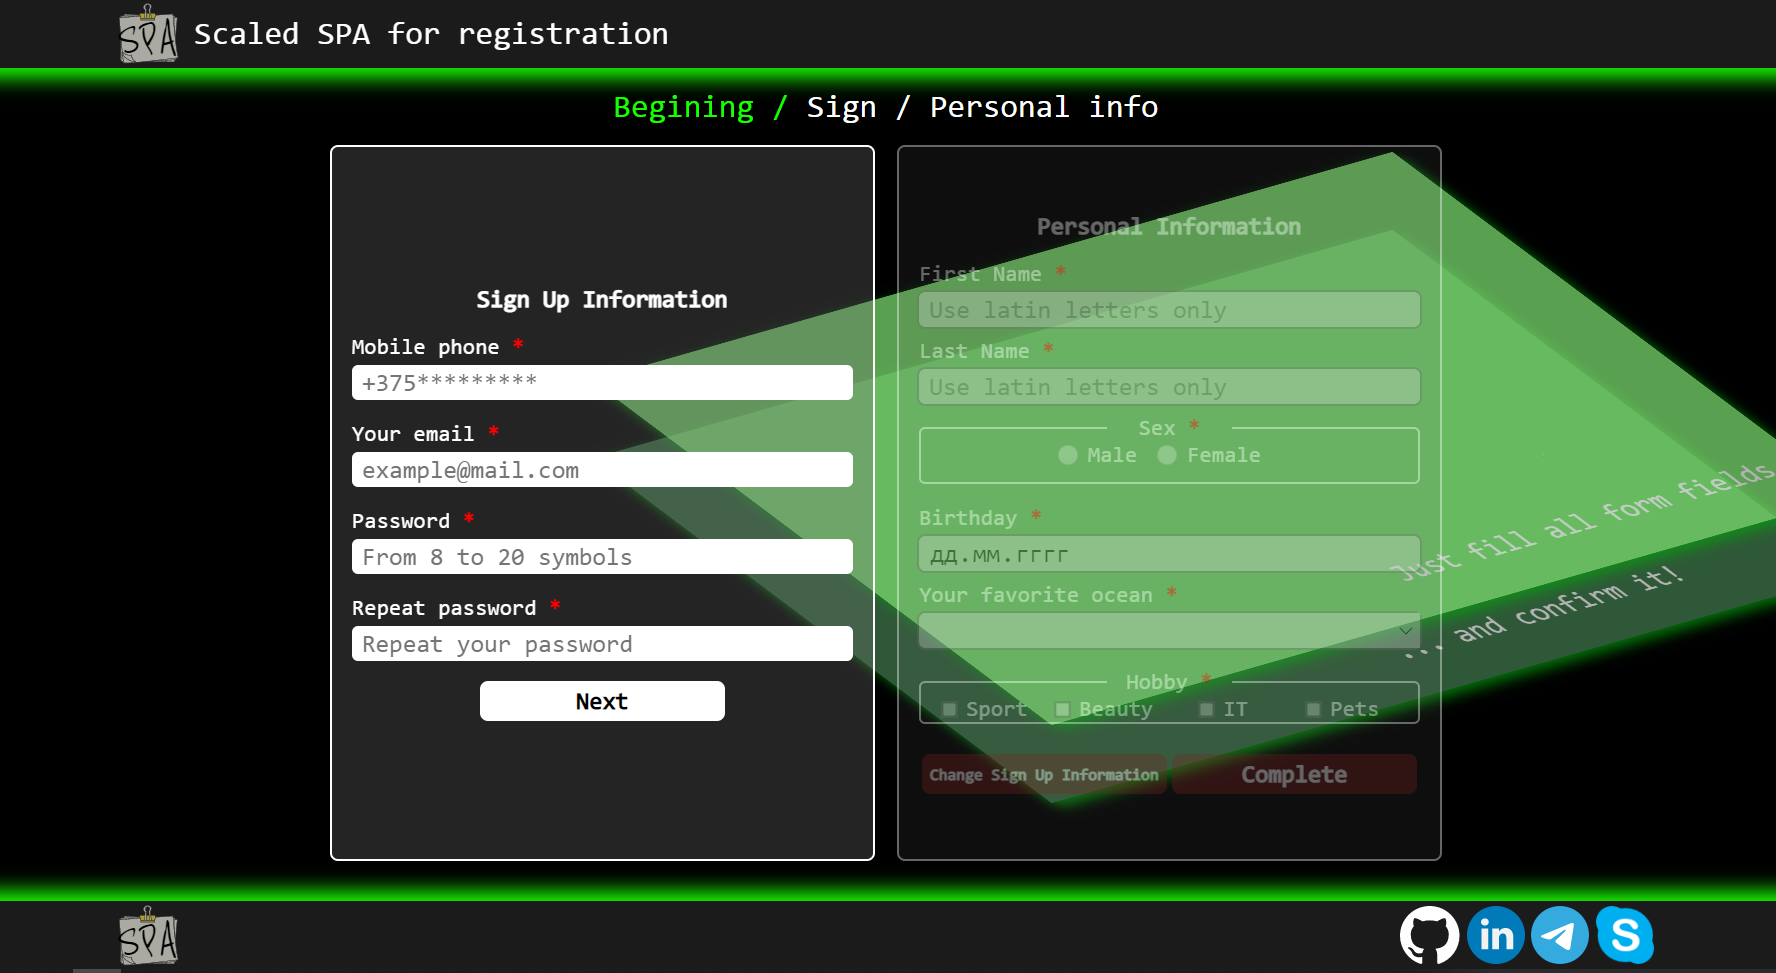 SPA Scaled SPA for registration
Begining / Sign / Personal info
Sign Up Information
Mobile phone *
+375*********
Your email *
example@mail.com
Password *
From 8 to 20 symbols
Repeat password *
Repeat your password
Next
Personal Information
First Name *
Use latin letters only
Last Name *
Use latin letters only
Sex *
Male Female
Birthday *
дд.мм.гггг
Your favorite ocean *
Hobby *
Sport Beauty IT Pets
Change Sign Up Information Complete
Just fill all form fields
... and confirm it!
SPA in S